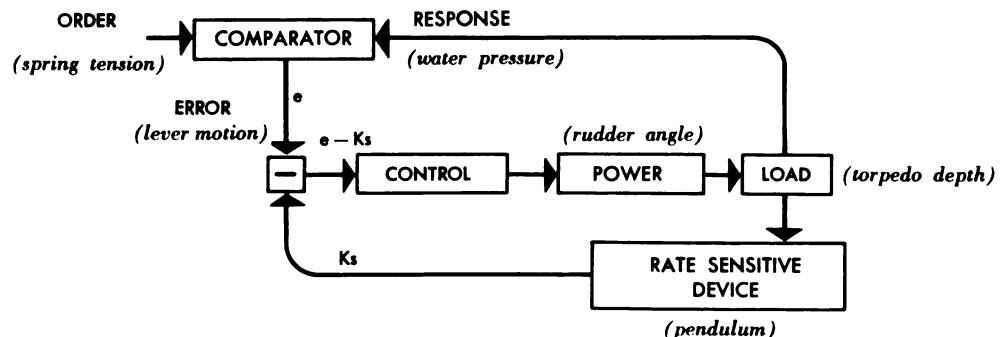 ORDER
(spring tension)
COMPARATOR
RESPONSE
(water pressure)
ERROR
(lever motion)
e
e – Ks
–
CONTROL
(rudder angle)
POWER
LOAD
(torpedo depth)
Ks
RATE SENSITIVE
DEVICE
(pendulum)